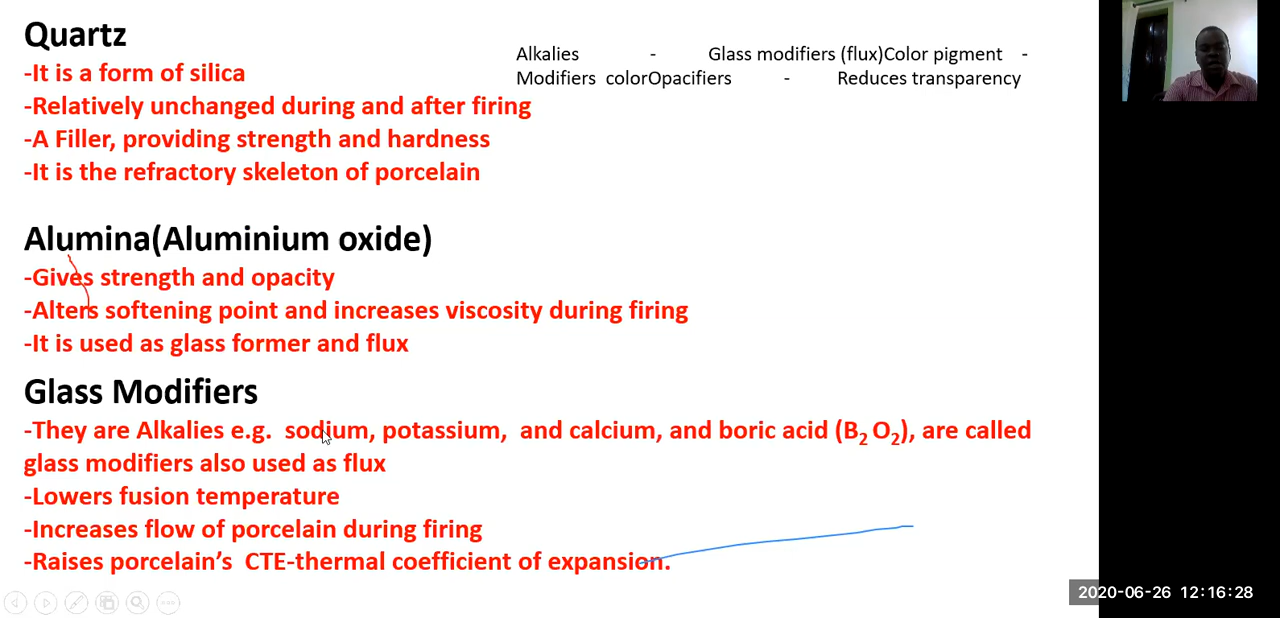 Quartz
-It is a form of silica
-Relatively unchanged during and after firing
-A Filler, providing strength and hardness
-It is the refractory skeleton of porcelain
Alkalies - Glass modifiers (flux)Color pigment -
Modifiers colorOpacifiers - Reduces transparency
Alumina(Aluminium oxide)
-Gives strength and opacity
-Alters softening point and increases viscosity during firing
-It is used as glass former and flux
Glass Modifiers
-They are Alkalies e.g. sodium, potassium, and calcium, and boric acid (B₂ O₂), are called
glass modifiers also used as flux
-Lowers fusion temperature
-Increases flow of porcelain during firing
-Raises porcelain’s CTE-thermal coefficient of expansion.
2020-06-26 12:16:28